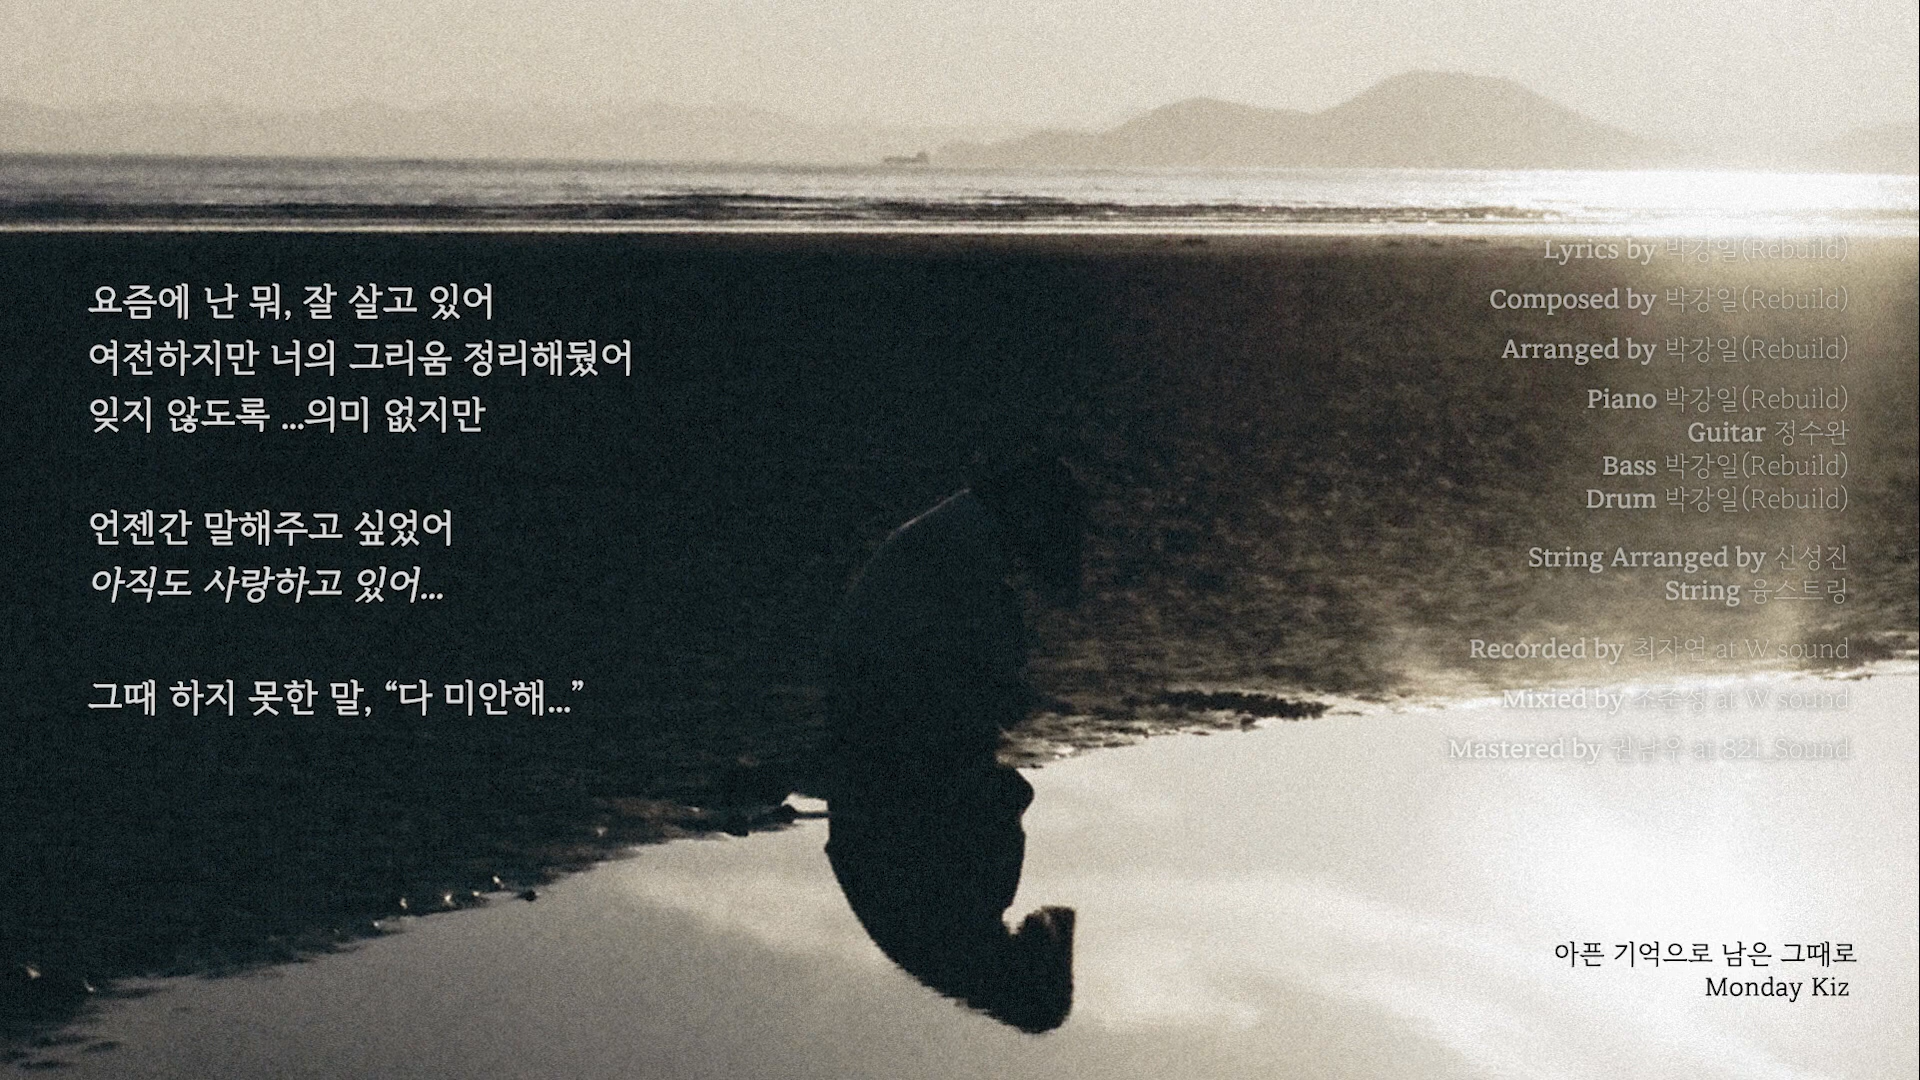 요즘에 난 뭐, 잘 살고 있어
여전하지만 너의 그리움 정리해뒀어
잊지 않도록 ...의미 없지만
언젠간 말해주고 싶었어
아직도 사랑하고 있어...
그때 하지 못한 말, “다 미안해...”
Lyrics by 박강일(Rebuild)
Composed by 박강일(Rebuild)
Arranged by 박강일(Rebuild)
Piano 박강일(Rebuild)
Guitar 정수완
Bass 박강일(Rebuild)
Drum 박강일(Rebuild)
String Arranged by 신성진
String 융스트링
Recorded by 최자연 at W sound
Mixied by 조준성 at W sound
Mastered by 권남우 at 821 Sound
아픈 기억으로 남은 그때로
Monday Kiz